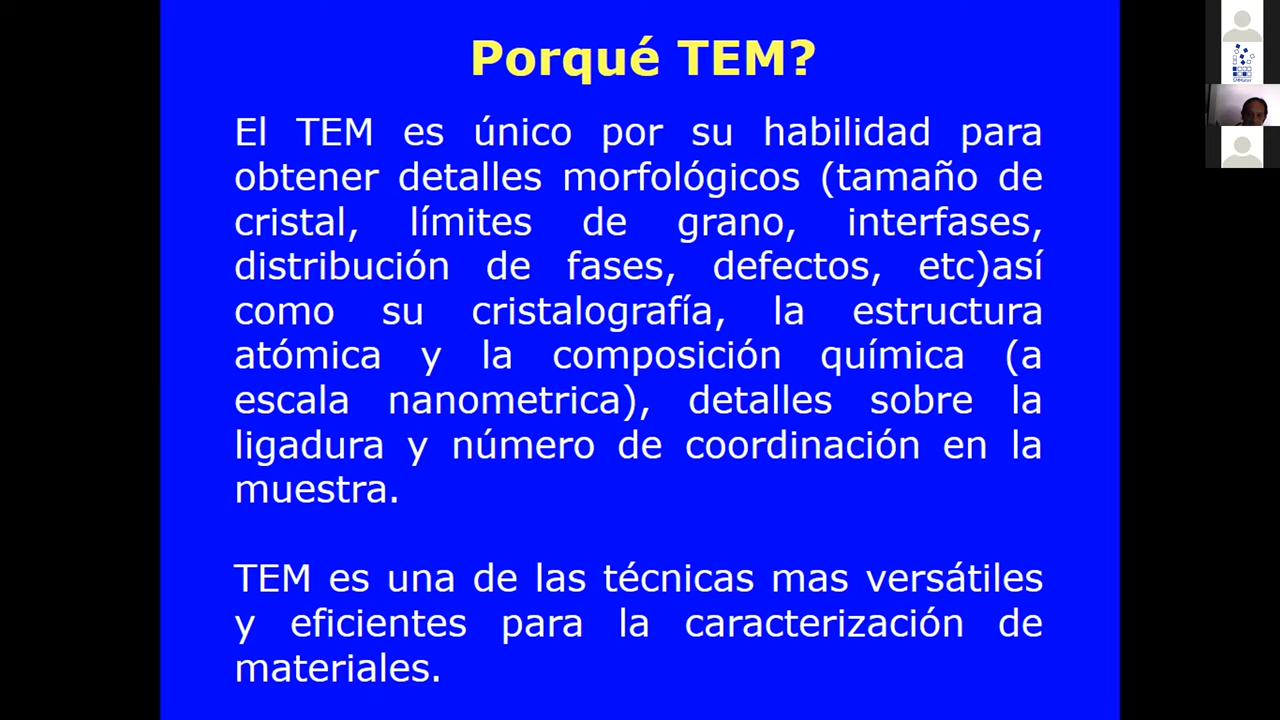 Porqué TEM?
El TEM es único por su habilidad para
obtener detalles morfológicos (tamaño de
cristal, límites de grano, interfases,
distribución de fases, defectos, etc)así
como su cristalografía, la estructura
atómica y la composición química (a
escala nanometrica), detalles sobre la
ligadura y número de coordinación en la
muestra.
TEM es una de las técnicas mas versátiles
y eficientes para la caracterización de
materiales.